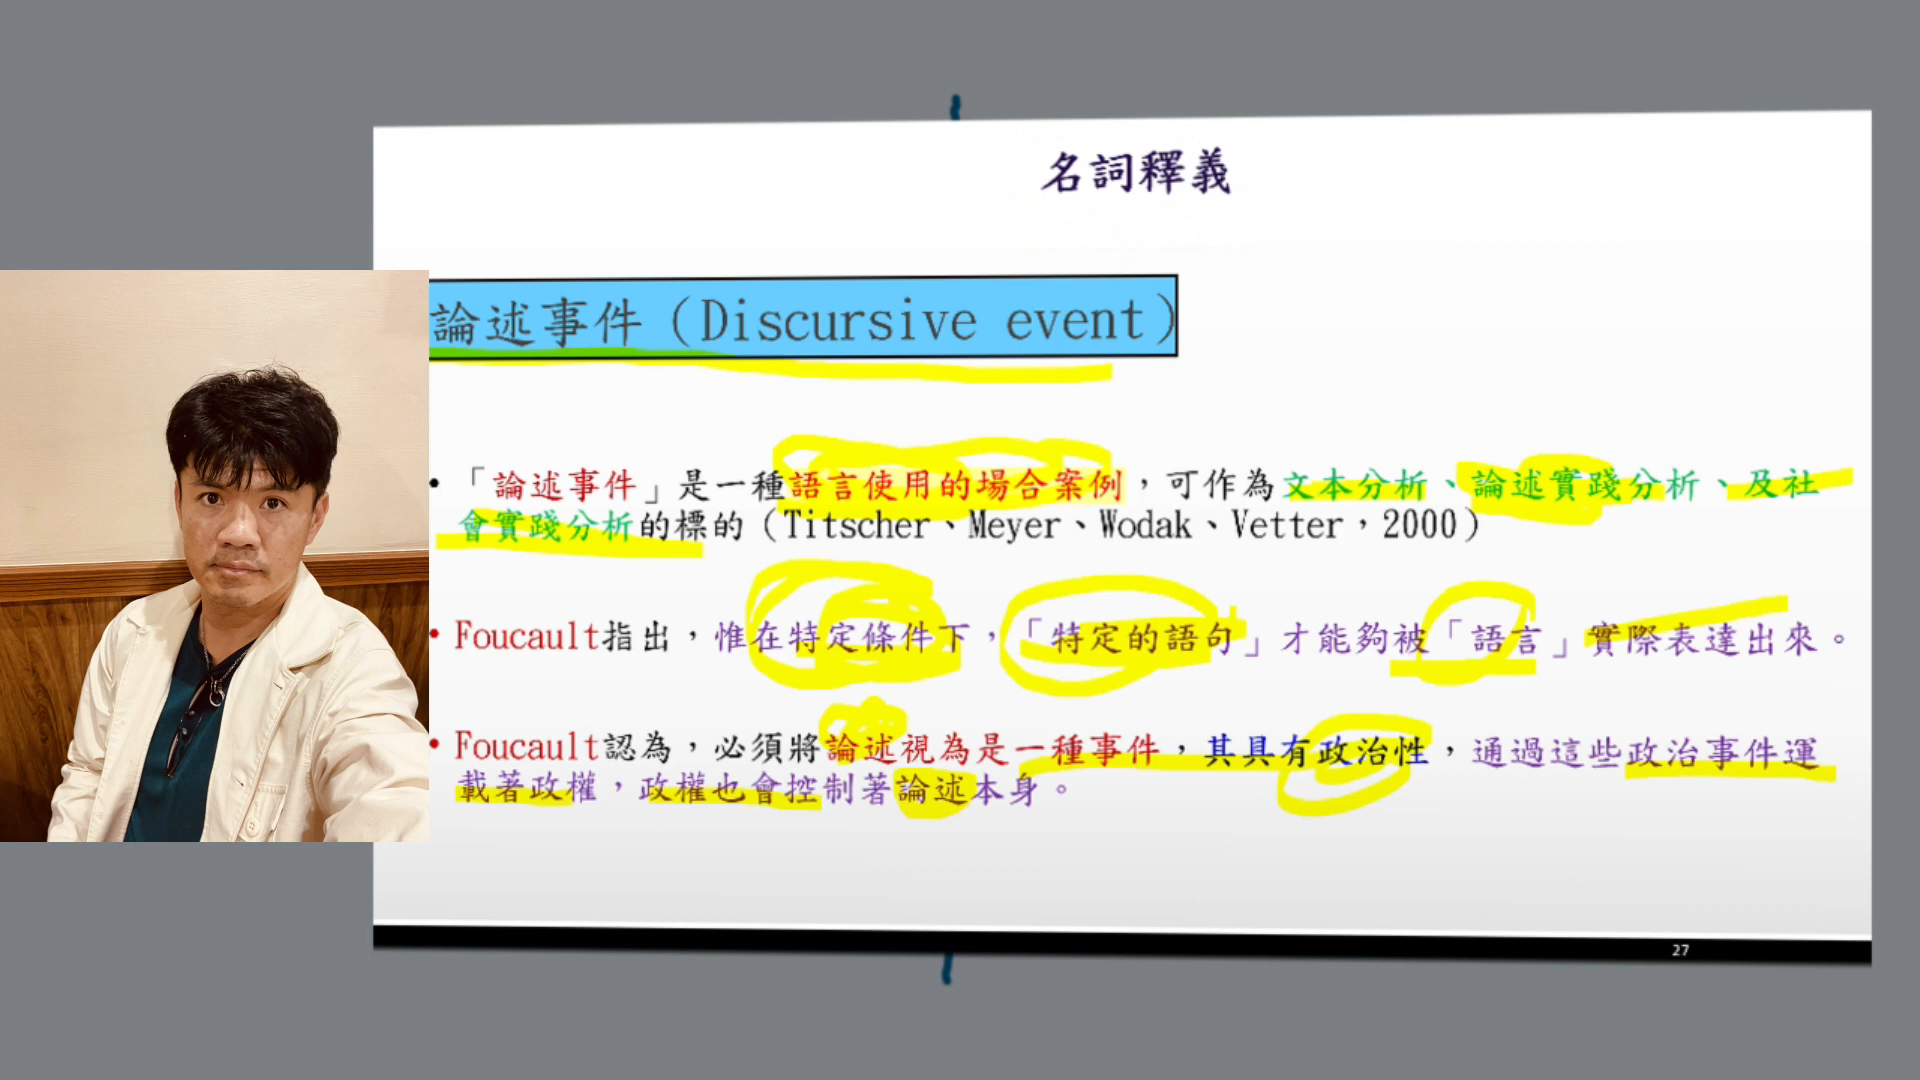 名詞釋義
論述事件（Discursive event）
•「論述事件」是一種語言使用的場合案例，可作為文本分析、論述實踐分析、及社
會實踐分析的標的（Titscher、Meyer、Wodak、Vetter，2000）
•Foucault指出，惟在特定條件下，「特定的語句」才能夠被「語言」實際表達出來。
•Foucault認為，必須將論述視為是一種事件，其具有政治性，通過這些政治事件運
載著政權，政權也會控制著論述本身。
27